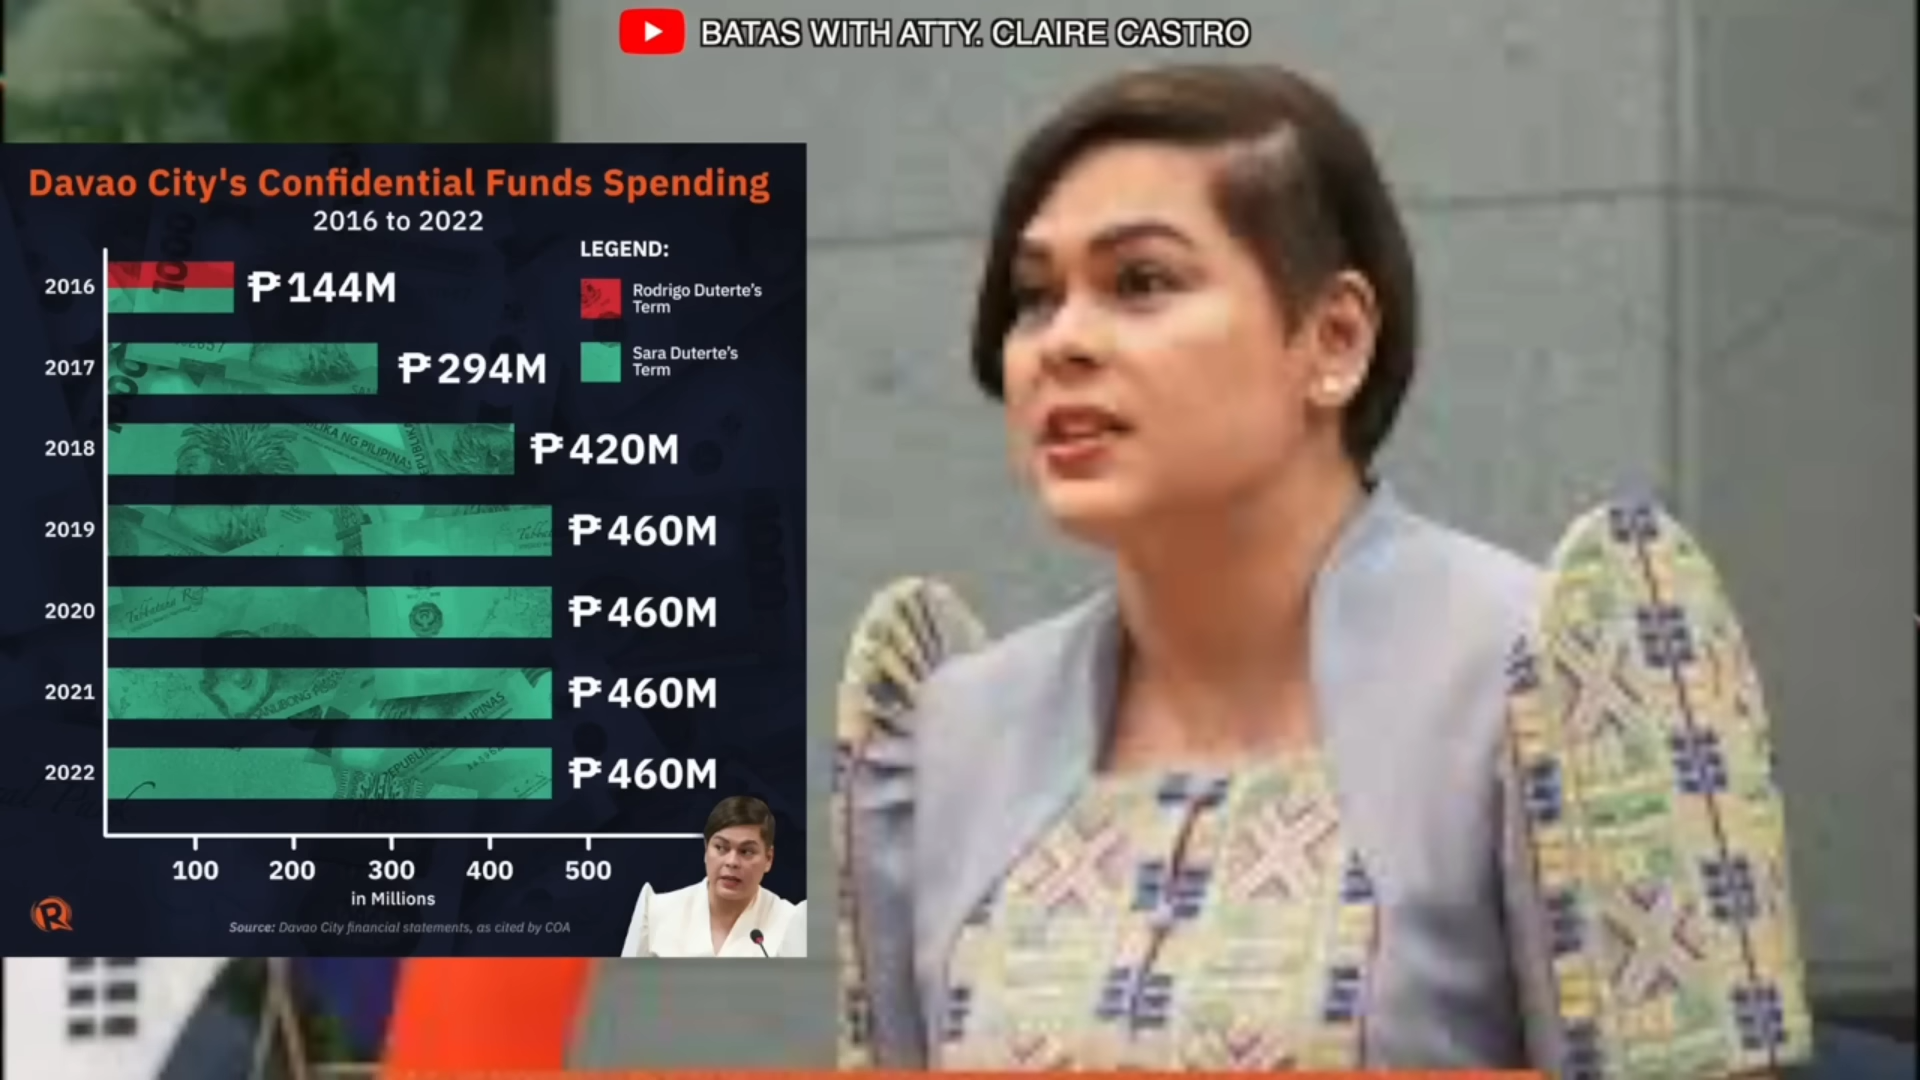 BATAS WITH ATTY. CLAIRE CASTRO
Davao City's Confidential Funds Spending
2016 to 2022
LEGEND:
Rodrigo Duterte's
Term
Sara Duterte's
Term
2016 ₱144M
2017 ₱294M
2018 ₱420M
2019 ₱460M
2020 ₱460M
2021 ₱460M
2022 ₱460M
100 200 300 400 500
in Millions
Source: Davao City financial statements, as cited by COA